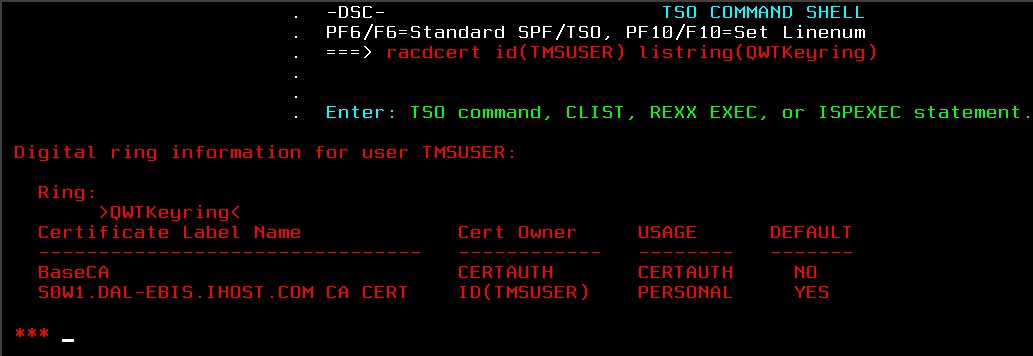 . -DSC- TSO COMMAND SHELL
. PF6/F6=Standard SPF/TSO, PF10/F10=Set Linenum
. ===> racdcert id(TMSUSER) listring(QWTKeyring)
.
.
. Enter: TSO command, CLIST, REXX EXEC, or ISPEXEC statement.
Digital ring information for user TMSUSER:
Ring:
>QWTKeyring<
Certificate Label Name Cert Owner USAGE DEFAULT
-------------------------------- ------------ -------- -------
BaseCA CERTAUTH CERTAUTH NO
S0W1.DAL-EBIS.IHOST.COM CA CERT ID(TMSUSER) PERSONAL YES
*** _